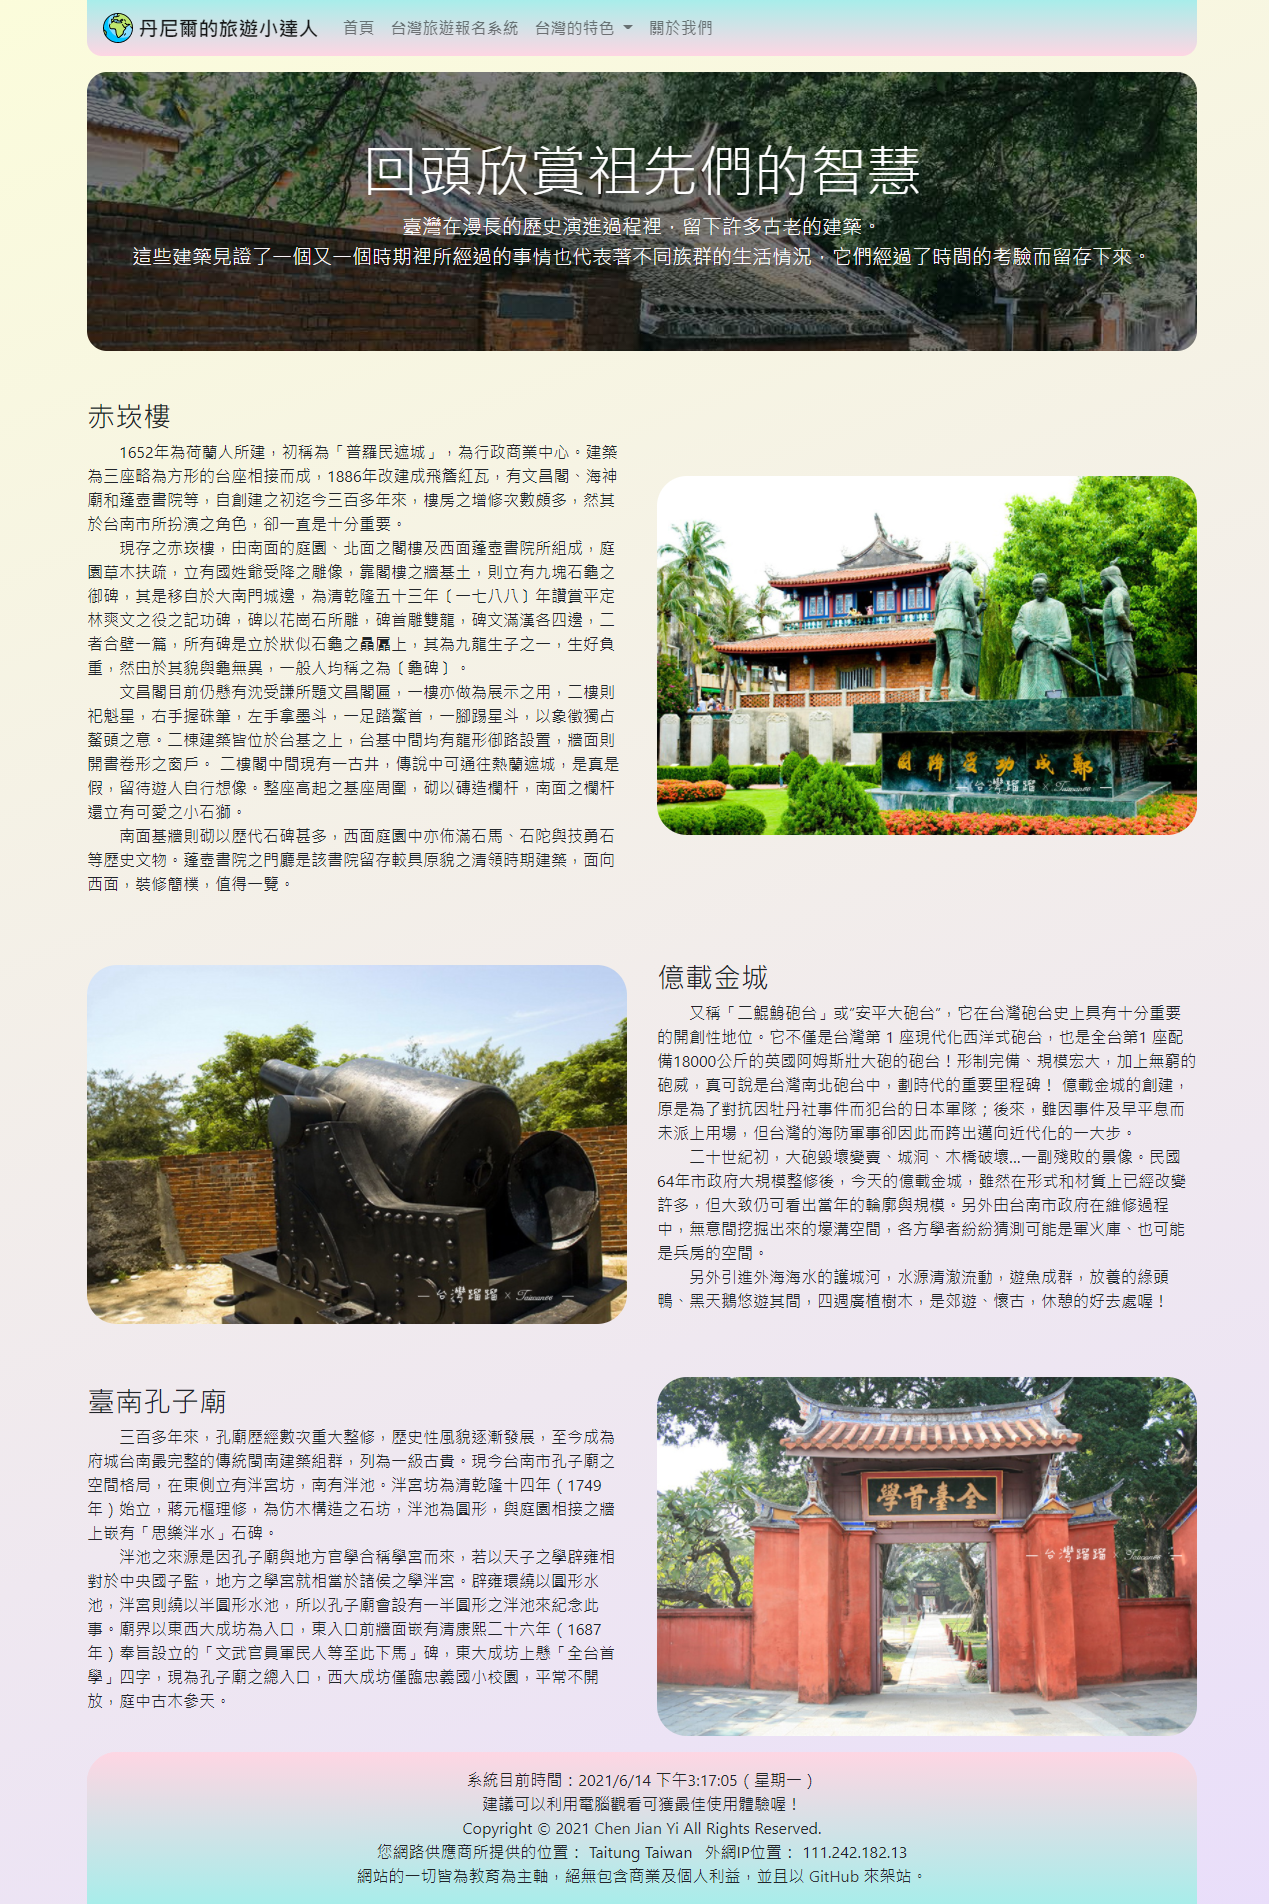 丹尼爾的旅遊小達人 首頁 台灣旅遊報名系統 台灣的特色 關於我們
回頭欣賞祖先們的智慧
臺灣在漫長的歷史演進過程裡，留下許多古老的建築。
這些建築見證了一個又一個時期裡所經過的事情也代表著不同族群的生活情況，它們經過了時間的考驗而留存下來。
赤崁樓
1652年為荷蘭人所建，初稱為「普羅民遮城」，為行政商業中心。建築
為三座略為方形的台座相接而成，1886年改建成飛簷紅瓦，有文昌閣、海神
廟和蓬壺書院等，自創建之初迄今三百多年來，樓房之增修次數頗多，然其
於台南市所扮演之角色，卻一直是十分重要。
現存之赤崁樓，由南面的庭園、北面之閣樓及西面蓬壺書院所組成，庭
園草木扶疏，立有國姓爺受降之雕像，靠閣樓之牆基土，則立有九塊石龜之
御碑，其是移自於大南門城邊，為清乾隆五十三年〔一七八八〕年讚賞平定
林爽文之役之記功碑，碑以花崗石所雕，碑首雕雙龍，碑文滿漢各四邊，二
者合壁一篇，所有碑是立於狀似石龜之贔屭上，其為九龍生子之一，生好負
重，然由於其貌與龜無異，一般人均稱之為〔龜碑〕。
文昌閣目前仍懸有沈受謙所題文昌閣匾，一樓亦做為展示之用，二樓則
祀魁星，右手握硃筆，左手拿墨斗，一足踏鰲首，一腳踢星斗，以象徵獨占
鰲頭之意。二棟建築皆位於台基之上，台基中間均有龍形御路設置，牆面則
開書卷形之窗戶。 二樓閣中間現有一古井，傳說中可通往熱蘭遮城，是真是
假，留待遊人自行想像。整座高起之基座周圍，砌以磚造欄杆，南面之欄杆
還立有可愛之小石獅。
南面基牆則砌以歷代石碑甚多，西面庭園中亦佈滿石馬、石陀與技勇石
等歷史文物。蓬壺書院之門廳是該書院留存較具原貌之清領時期建築，面向
西面，裝修簡樸，值得一覽。
圖降受功成鄭
— 台灣蹓蹓 × Taiwanee —
億載金城
又稱「二鯤鯓砲台」或“安平大砲台”，它在台灣砲台史上具有十分重要
的開創性地位。它不僅是台灣第 1 座現代化西洋式砲台，也是全台第1 座配
備18000公斤的英國阿姆斯壯大砲的砲台！形制完備、規模宏大，加上無窮的
砲威，真可說是台灣南北砲台中，劃時代的重要里程碑！ 億載金城的創建，
原是為了對抗因牡丹社事件而犯台的日本軍隊；後來，雖因事件及早平息而
未派上用場，但台灣的海防軍事卻因此而跨出邁向近代化的一大步。
二十世紀初，大砲毀壞變賣、城洞、木橋破壞...一副殘敗的景像。民國
64年市政府大規模整修後，今天的億載金城，雖然在形式和材質上已經改變
許多，但大致仍可看出當年的輪廓與規模。另外由台南市政府在維修過程
中，無意間挖掘出來的壕溝空間，各方學者紛紛猜測可能是軍火庫、也可能
是兵房的空間。
另外引進外海海水的護城河，水源清澈流動，遊魚成群，放養的綠頭
鴨、黑天鵝悠遊其間，四週廣植樹木，是郊遊、懷古，休憩的好去處喔！
— 台灣蹓蹓 × Taiwanee —
臺南孔子廟
三百多年來，孔廟歷經數次重大整修，歷史性風貌逐漸發展，至今成為
府城台南最完整的傳統閩南建築組群，列為一級古貴。現今台南市孔子廟之
空間格局，在東側立有泮宮坊，南有泮池。泮宮坊為清乾隆十四年（1749
年）始立，蔣元樞理修，為仿木構造之石坊，泮池為圓形，與庭園相接之牆
上嵌有「思樂泮水」石碑。
泮池之來源是因孔子廟與地方官學合稱學宮而來，若以天子之學辟雍相
對於中央國子監，地方之學宮就相當於諸侯之學泮宮。辟雍環繞以圓形水
池，泮宮則繞以半圓形水池，所以孔子廟會設有一半圓形之泮池來紀念此
事。廟界以東西大成坊為入口，東入口前牆面嵌有清康熙二十六年（1687
年）奉旨設立的「文武官員軍民人等至此下馬」碑，東大成坊上懸「全台首
學」四字，現為孔子廟之總入口，西大成坊僅臨忠義國小校園，平常不開
放，庭中古木參天。
學首臺全
— 台灣蹓蹓 × Taiwanee —
系統目前時間：2021/6/14 下午3:17:05（星期一）
建議可以利用電腦觀看可獲最佳使用體驗喔！
Copyright © 2021 Chen Jian Yi All Rights Reserved.
您網路供應商所提供的位置： Taitung Taiwan 外網IP位置： 111.242.182.13
網站的一切皆為教育為主軸，絕無包含商業及個人利益，並且以 GitHub 來架站。